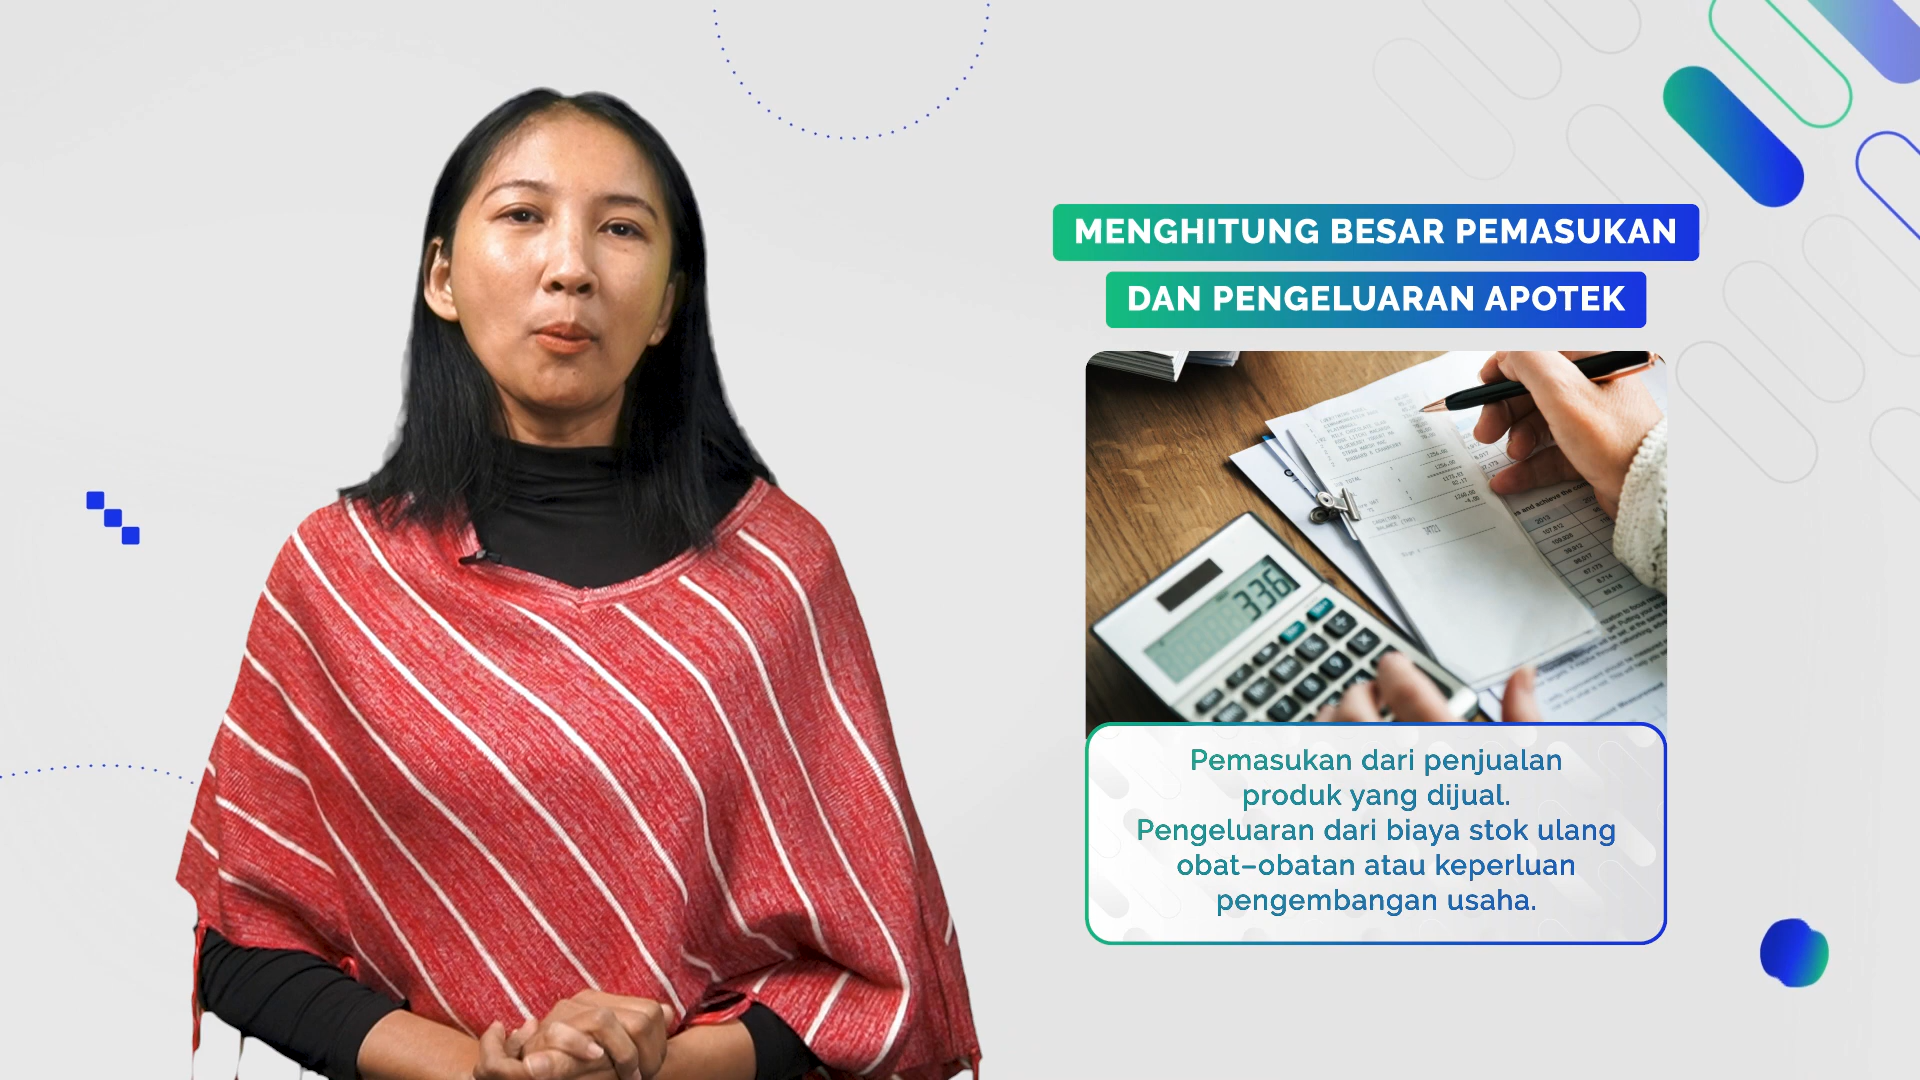 MENGHITUNG BESAR PEMASUKAN
DAN PENGELUARAN APOTEK
336
Pemasukan dari penjualan
produk yang dijual.
Pengeluaran dari biaya stok ulang
obat–obatan atau keperluan
pengembangan usaha.